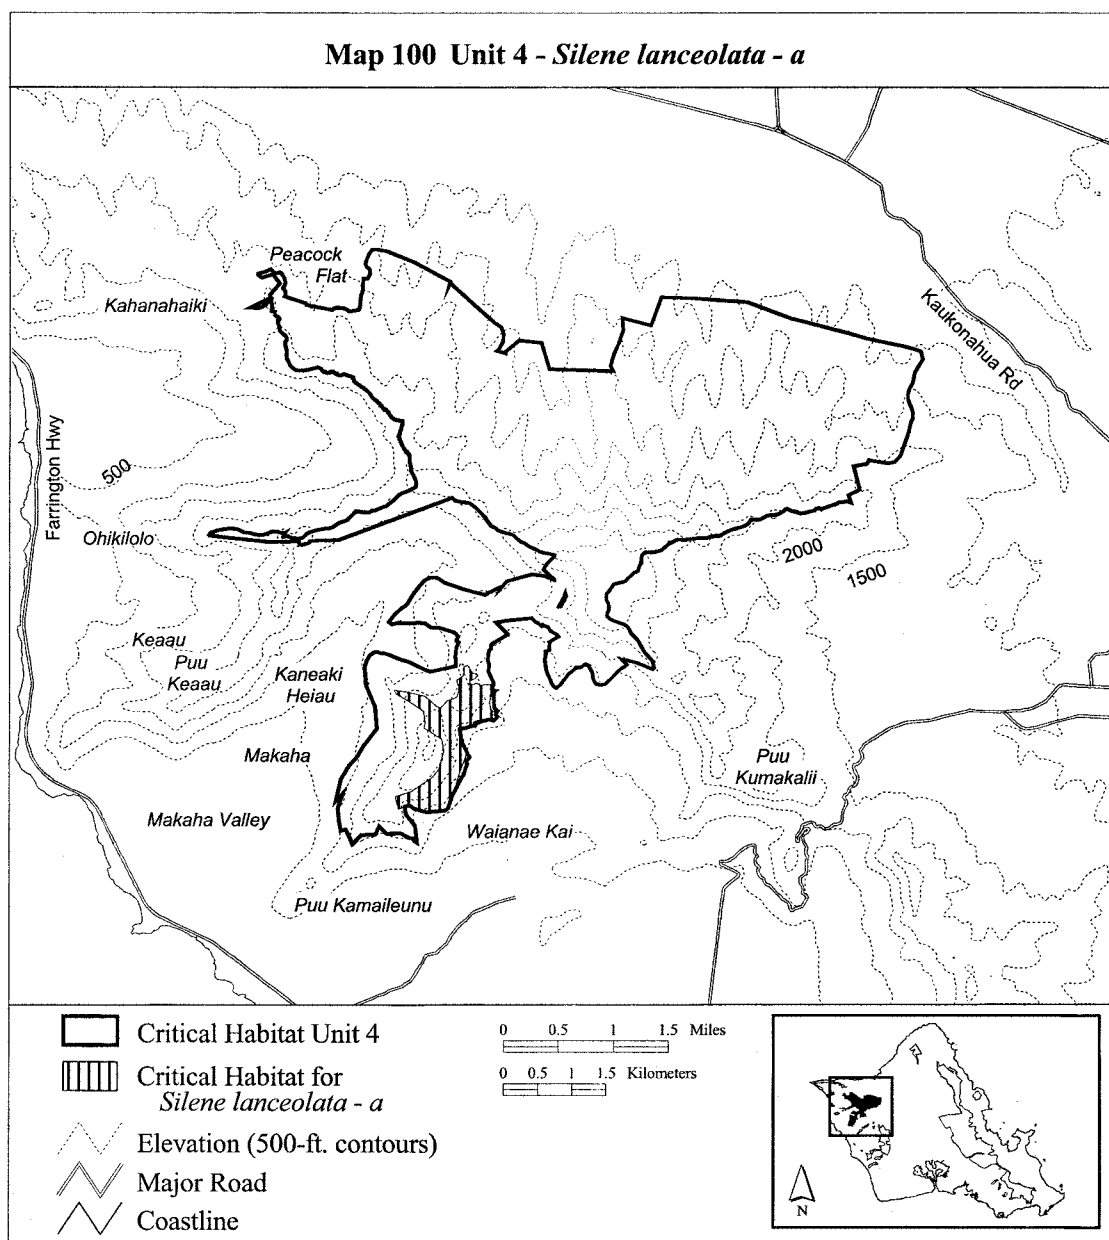 Map 100 Unit 4 - Silene lanceolata - a
Peacock
Flat
Kahanahaiki
Kaukonahua Rd
Farrington Hwy
500
Ohikilolo
2000
1500
Keaau
Puu
Keaau
Kaneaki
Heiau
Makaha
Puu
Kumakalii
Makaha Valley
Waianae Kai
Puu Kamaileunu
Critical Habitat Unit 4
Critical Habitat for
Silene lanceolata - a
Elevation (500-ft. contours)
Major Road
Coastline
0 0.5 1 1.5 Miles
0 0.5 1 1.5 Kilometers
N